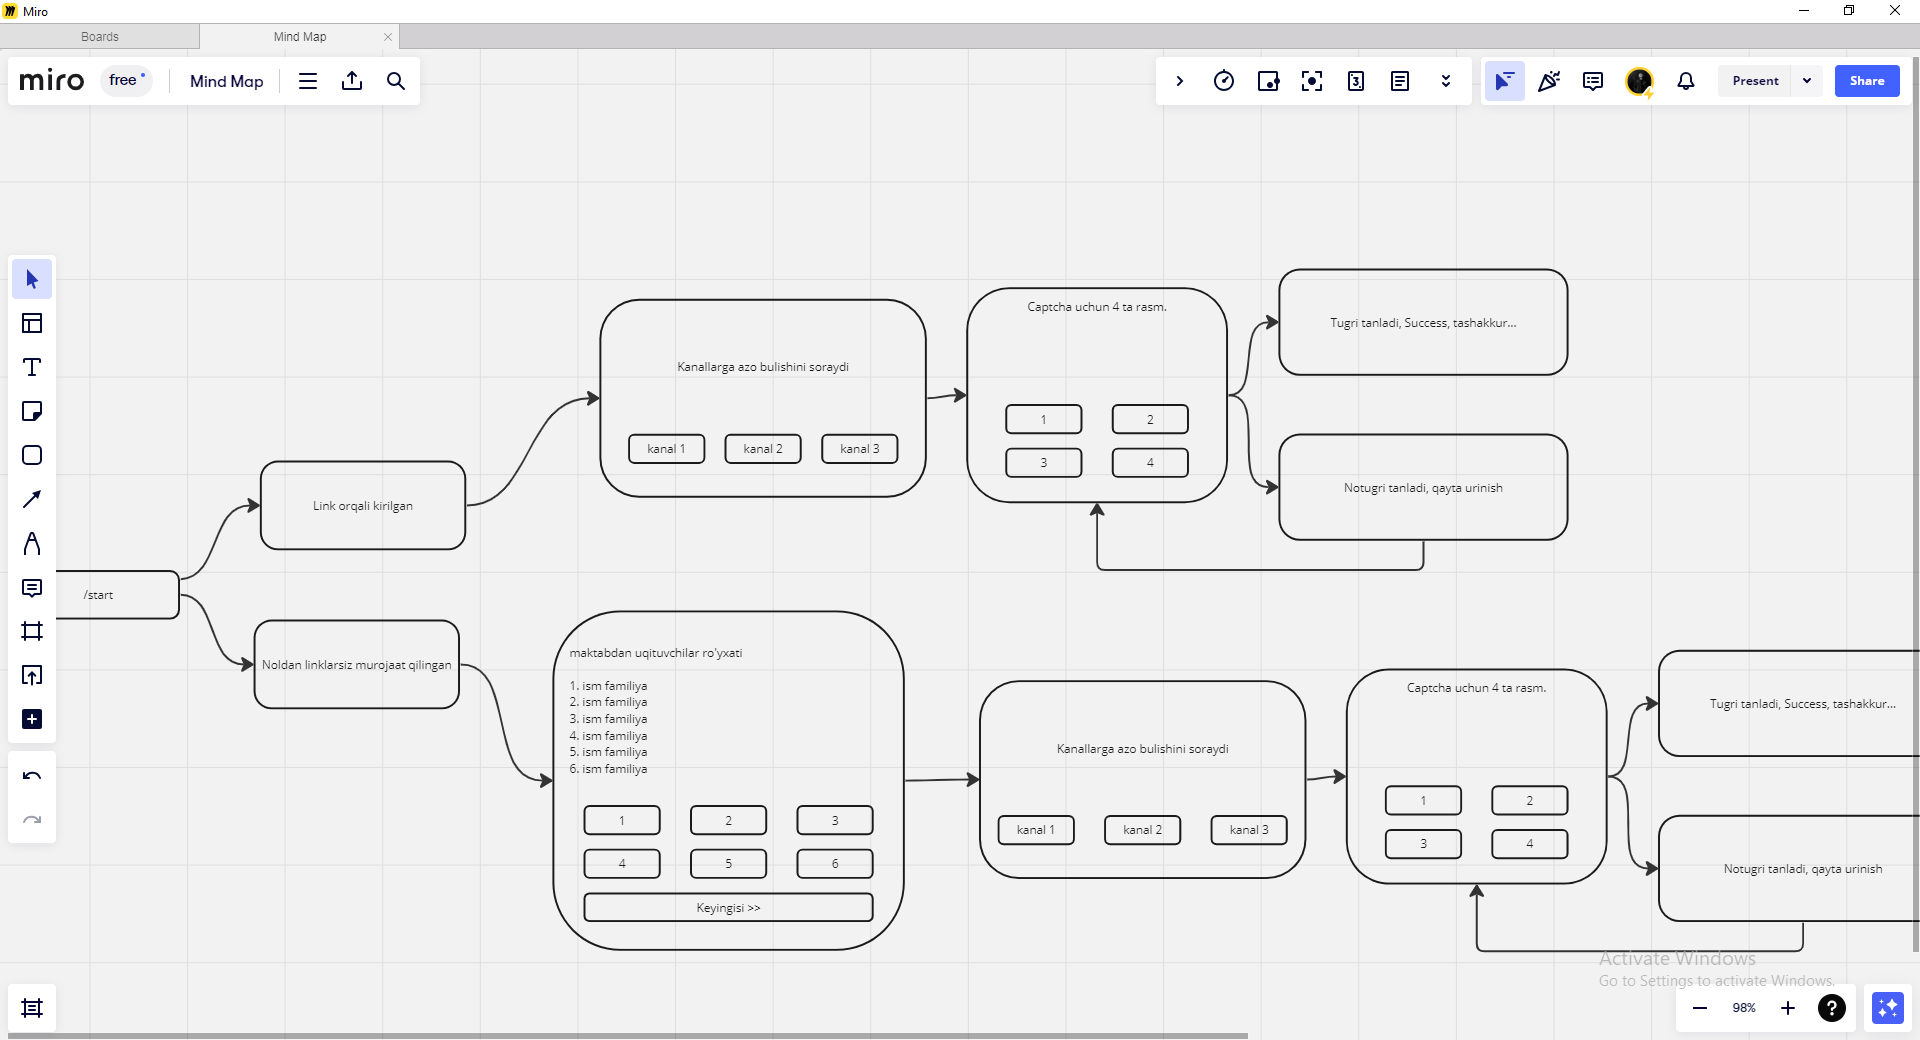 Miro
Boards
Mind Map
miro
free
Mind Map
Present
Share
Captcha uchun 4 ta rasm.
Tugri tanladi, Success, tashakkur...
Kanallarga azo bulishini soraydi
1
2
kanal 1
kanal 2
kanal 3
3
4
Notugri tanladi, qayta urinish
Link orqali kirilgan
/start
Noldan linklarsiz murojaat qilingan
maktabdan uqituvchilar ro'yxati
1. ism familiya
2. ism familiya
3. ism familiya
4. ism familiya
5. ism familiya
6. ism familiya
1
2
3
4
5
6
Keyingisi >>
Kanallarga azo bulishini soraydi
kanal 1
kanal 2
kanal 3
Captcha uchun 4 ta rasm.
1
2
3
4
Tugri tanladi, Success, tashakkur...
Notugri tanladi, qayta urinish
Activate Windows
Go to Settings to activate Windows.
98%